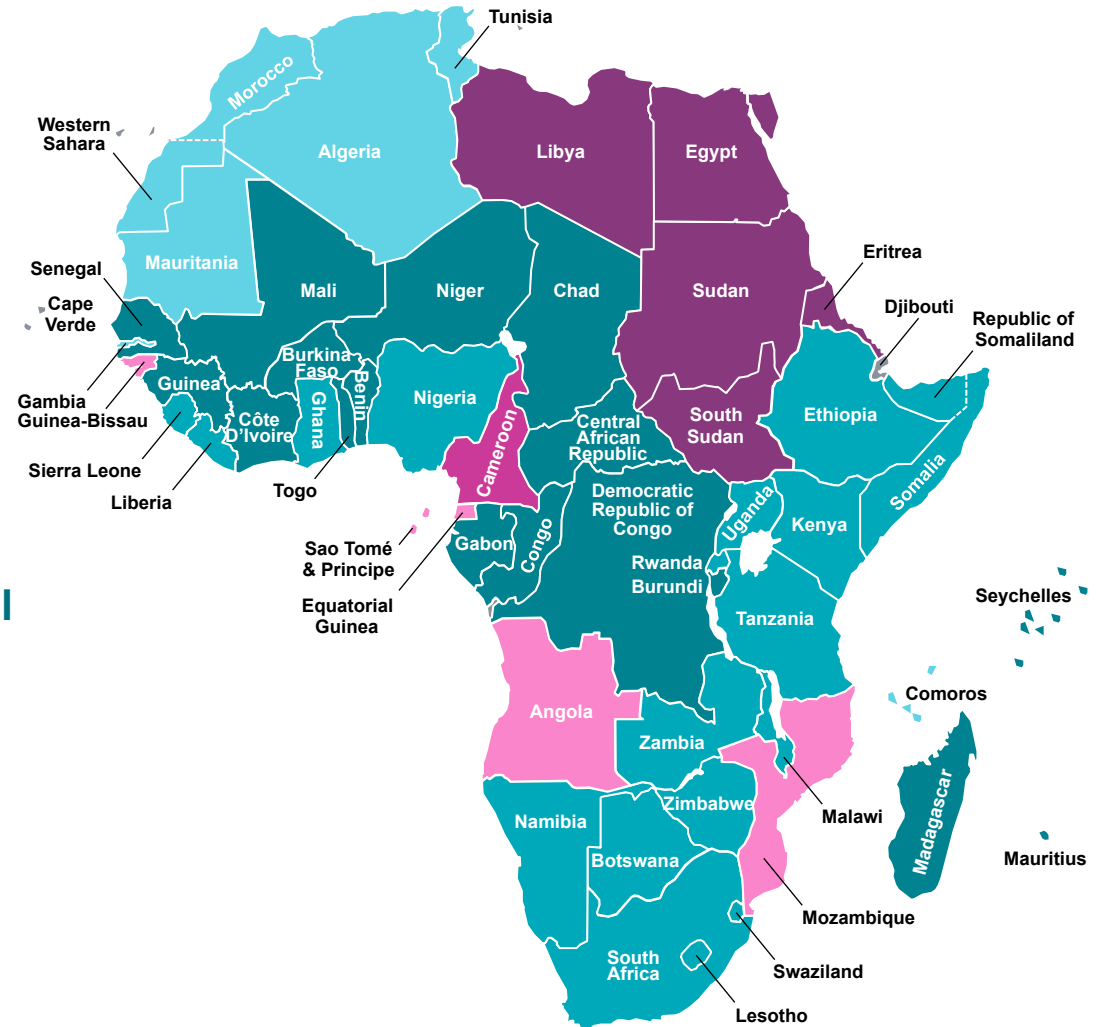 Tunisia
Morocco
Western
Sahara
Algeria
Libya
Egypt
Mauritania
Senegal
Cape
Verde
Mali
Niger
Chad
Sudan
Eritrea
Djibouti
Republic of
Somaliland
Gambia
Guinea-Bissau
Guinea
Burkina
Faso
Benin
Ghana
Côte
D'Ivoire
Nigeria
Cameroon
Central
African
Republic
South
Sudan
Ethiopia
Somalia
Sierra Leone
Liberia
Togo
Sao Tomé
& Principe
Equatorial
Guinea
Gabon
Congo
Democratic
Republic of
Congo
Uganda
Kenya
Rwanda
Burundi
Tanzania
Seychelles
l
Comoros
Angola
Zambia
Malawi
Zimbabwe
Namibia
Botswana
Madagascar
Mauritius
Mozambique
South
Africa
Swaziland
Lesotho